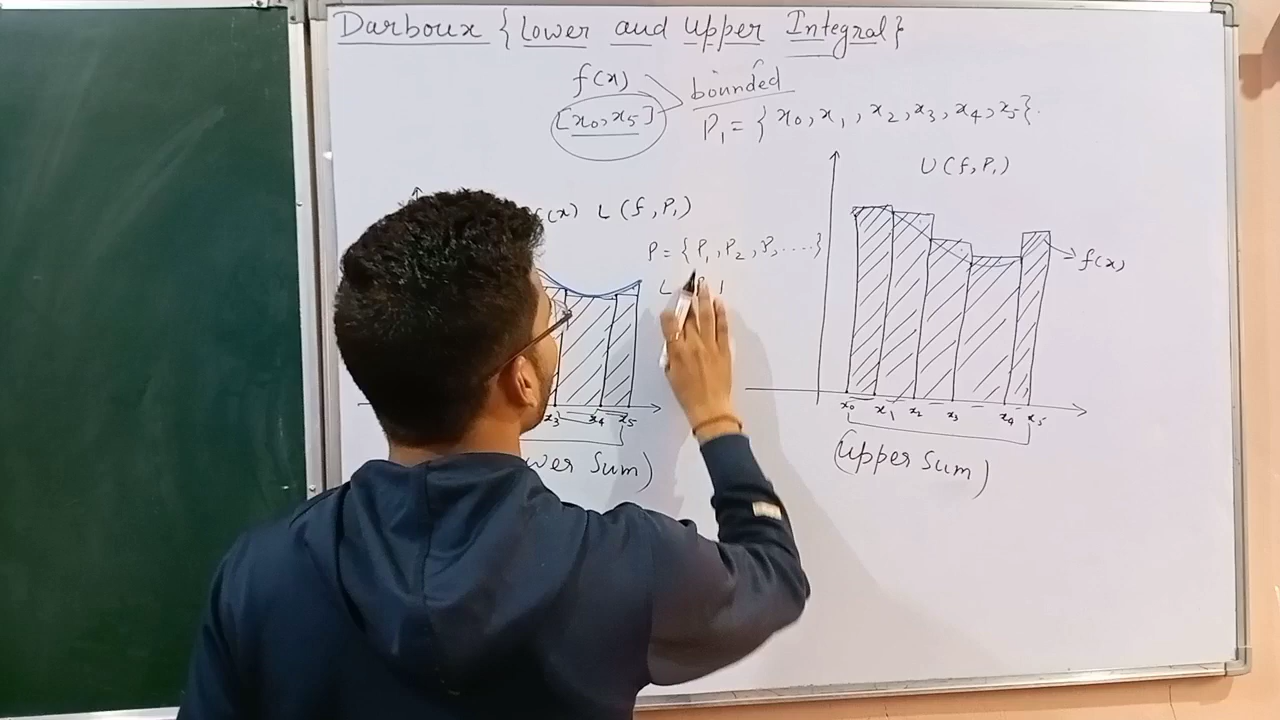 Darboux {Lower and Upper Integral}
f(x)
bounded
[x₀,x₅]
P₁ = { x₀,x₁ ,x₂,x₃,x₄,x₅}.
U(f,P₁)
f(x) L(f,P₁)
P = {P₁,P₂,P₃.....}
f(x)
L
x₃ x₄ x₅
x₀ x₁ x₂ x₃ x₄ x₅
Sum)
(Upper Sum)